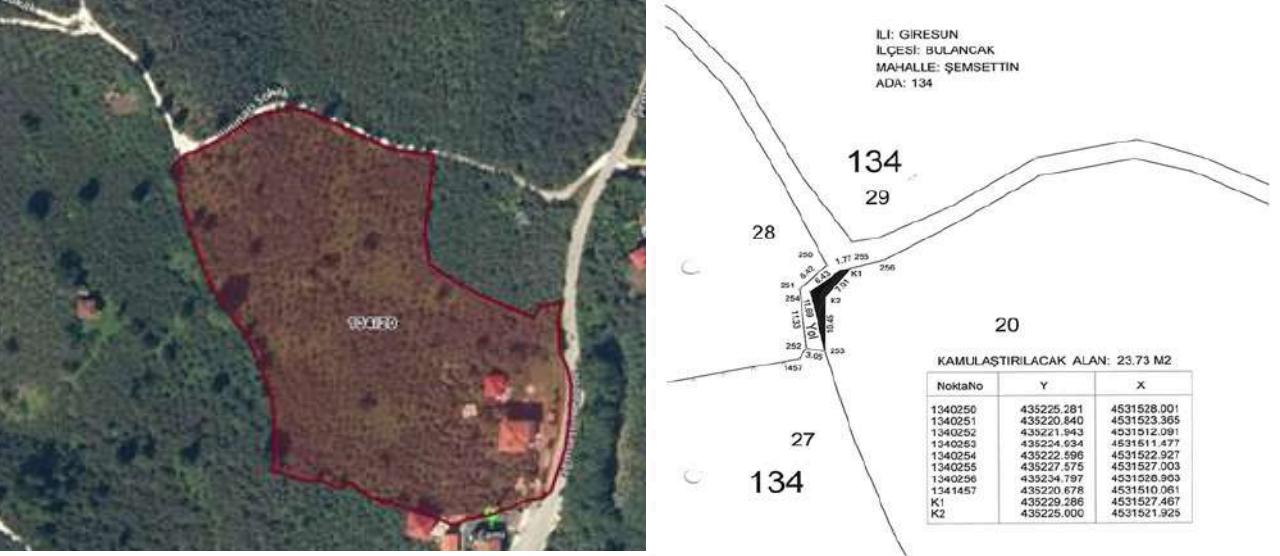 134/20
İLİ: GİRESUN
İLÇESİ: BULANCAK
MAHALLE: ŞEMSETTİN
ADA: 134
134
29
28
250
6.42
6.43
1.77
255
256
251
254
K1
7.01
K2
11.33
11.69
Yol
10.45
252
3.05
253
1457
20
27
134
KAMULAŞTIRILACAK ALAN: 23.73 M2
NoktaNo Y X
1340250 435225.281 4531528.001
1340251 435220.840 4531523.365
1340252 435221.943 4531512.091
1340253 435224.934 4531511.477
1340254 435222.596 4531522.927
1340255 435227.575 4531527.003
1340256 435234.797 4531528.963
1341457 435220.678 4531510.061
K1 435229.286 4531527.467
K2 435225.000 4531521.925